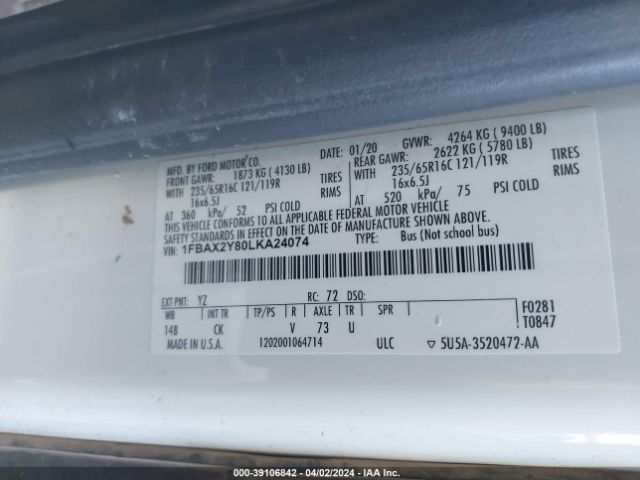 MFD. BY FORD MOTOR CO.
DATE: 01/20 GVWR: 4264 KG ( 9400 LB)
FRONT GAWR: 1873 KG ( 4130 LB) REAR GAWR: 2622 KG ( 5780 LB)
WITH 235/65R16C 121/119R TIRES WITH 235/65R16C 121/119R TIRES
16x6.5J RIMS 16x6.5J RIMS
AT 360 kPa/ 52 PSI COLD AT 520 kPa/ 75 PSI COLD
THIS VEHICLE CONFORMS TO ALL APPLICABLE FEDERAL MOTOR VEHICLE
SAFETY STANDARDS IN EFFECT ON THE DATE OF MANUFACTURE SHOWN ABOVE.
VIN: 1FBAX2Y80LKA24074 TYPE: Bus (Not school bus)
EXT PNT: YZ RC: 72 DSO:
WB INT TR TP/PS R AXLE TR SPR F0281
148 CK V 73 U T0847
MADE IN U.S.A. 1202001064714 ULC ▽ 5U5A-3520472-AA
000-39106842 - 04/02/2024 - IAAI.COM